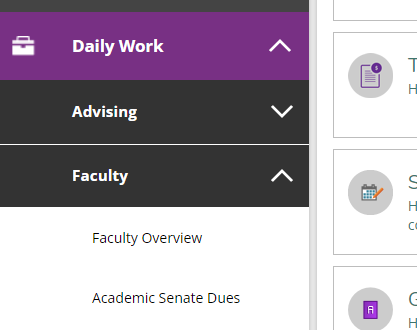 Daily Work
Advising
Faculty
Faculty Overview
Academic Senate Dues